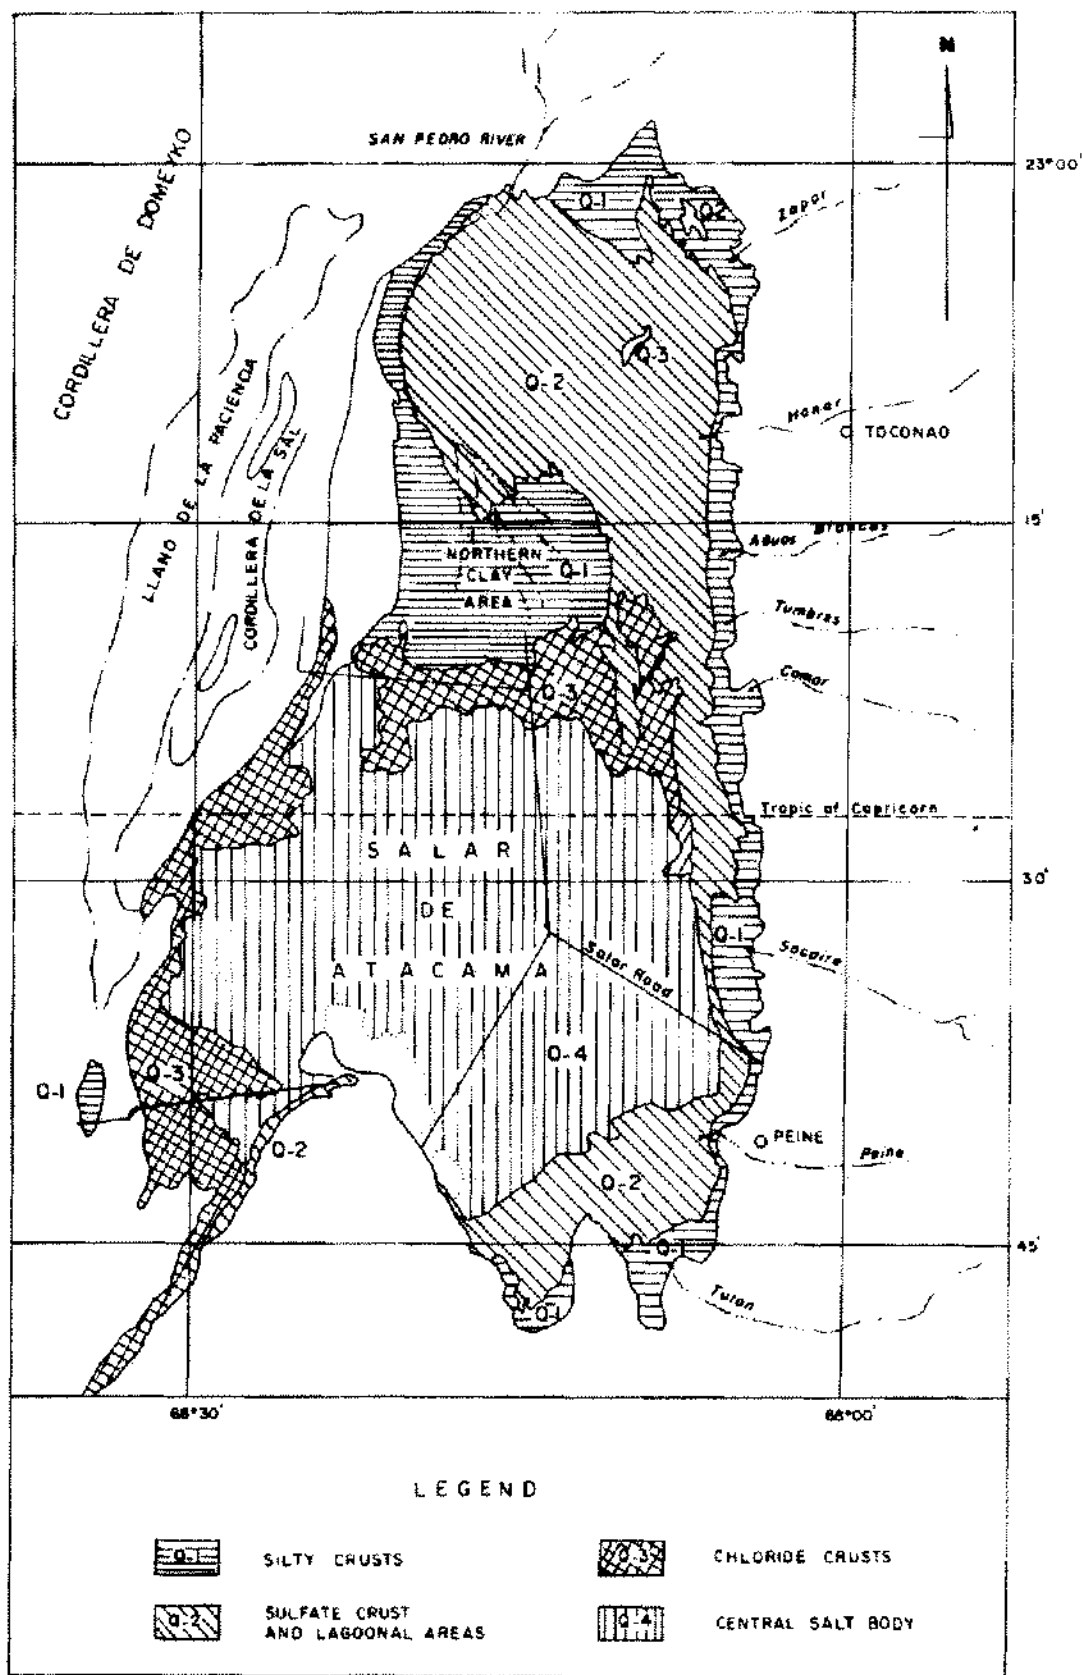 N
SAN PEDRO RIVER
23°00'
CORDILLERA DE DOMEYKO
Q-1
Q2
Zapar
LLANO DE LA PACIENCIA
CORDILLERA DE LA SAL
Q-3
Q-2
Honar
TOCONAO
15'
NORTHERN
CLAY
AREA
Q-1
Aguas Blancas
Tumbres
Camar
Q-3
Tropic of Capricorn
SALAR
30'
DE
Q-1
Socaire
ATACAMA
Salar Road
Q-4
Q-1
Q-3
Q-2
PEINE
Peine
Q-2
Q-1
45'
Tulan
Q-1
68°30'
68°00'
LEGEND
Q-1 SILTY CRUSTS
Q-3 CHLORIDE CRUSTS
Q-2 SULFATE CRUST
AND LAGOONAL AREAS
Q-4 CENTRAL SALT BODY